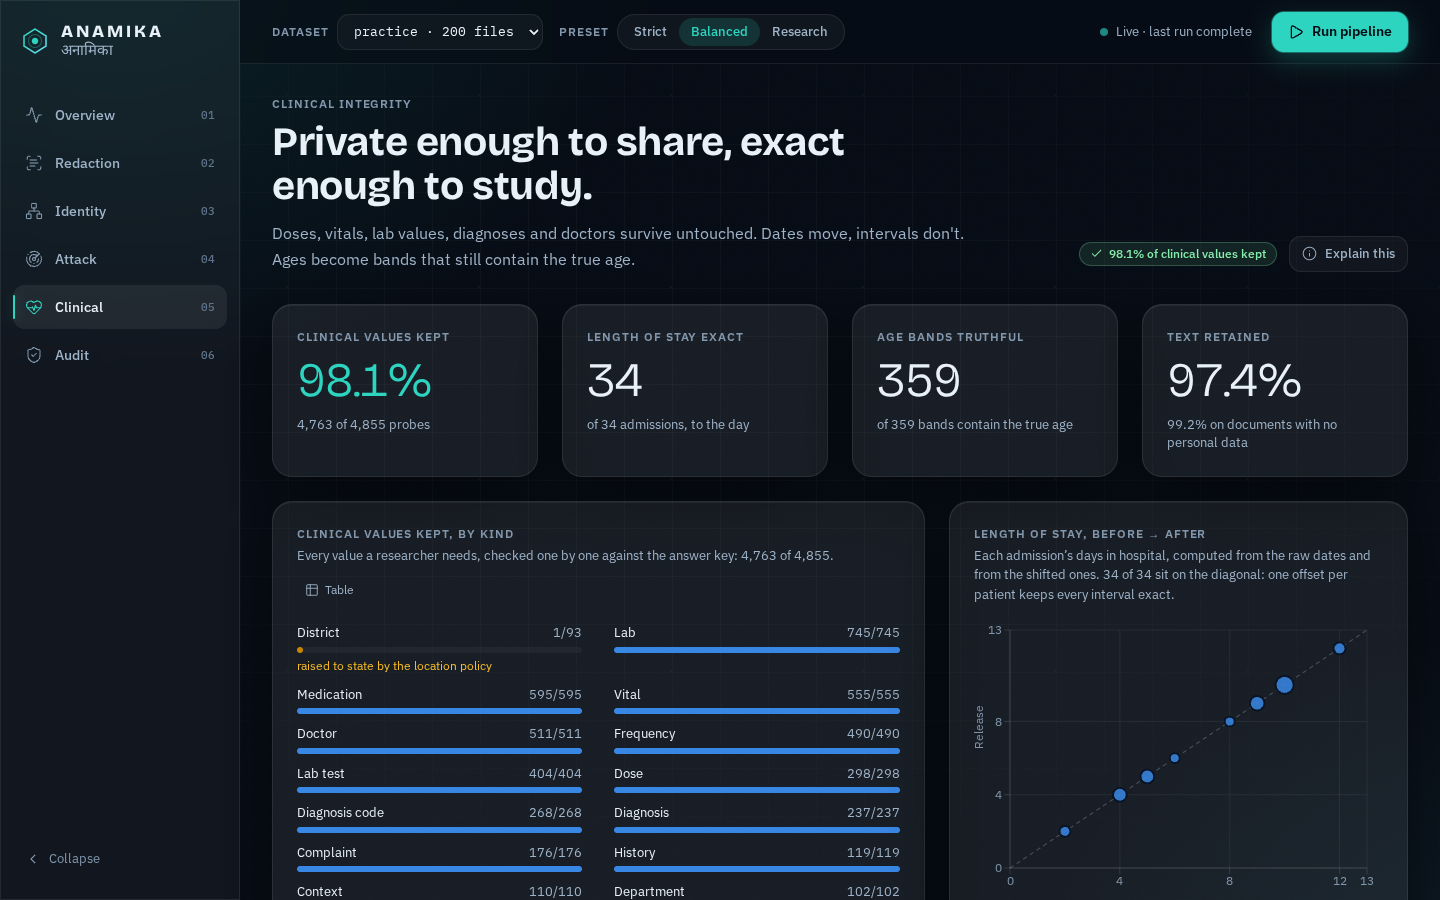 ANAMIKA
अनामिका
Overview 01
Redaction 02
Identity 03
Attack 04
Clinical 05
Audit 06
Collapse
DATASET practice · 200 files PRESET Strict Balanced Research
Live · last run complete Run pipeline
CLINICAL INTEGRITY
Private enough to share, exact
enough to study.
Doses, vitals, lab values, diagnoses and doctors survive untouched. Dates move, intervals don't.
Ages become bands that still contain the true age.
98.1% of clinical values kept Explain this
CLINICAL VALUES KEPT
98.1%
4,763 of 4,855 probes
LENGTH OF STAY EXACT
34
of 34 admissions, to the day
AGE BANDS TRUTHFUL
359
of 359 bands contain the true age
TEXT RETAINED
97.4%
99.2% on documents with no
personal data
CLINICAL VALUES KEPT, BY KIND
Every value a researcher needs, checked one by one against the answer key: 4,763 of 4,855.
Table
District 1/93
raised to state by the location policy
Lab 745/745
Medication 595/595
Vital 555/555
Doctor 511/511
Frequency 490/490
Lab test 404/404
Dose 298/298
Diagnosis code 268/268
Diagnosis 237/237
Complaint 176/176
History 119/119
Context 110/110
Department 102/102
LENGTH OF STAY, BEFORE → AFTER
Each admission's days in hospital, computed from the raw dates and
from the shifted ones. 34 of 34 sit on the diagonal: one offset per
patient keeps every interval exact.
Release
13
8
4
0
0 4 8 12 13